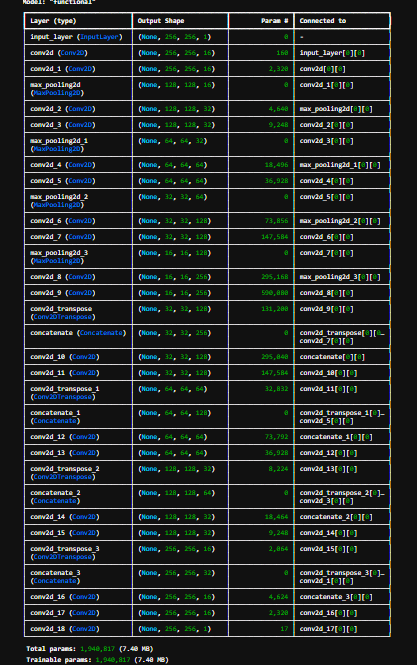 Model: "functional"
Layer (type) Output Shape Param # Connected to
input_layer (InputLayer) (None, 256, 256, 1) 0 -
conv2d (Conv2D) (None, 256, 256, 16) 160 input_layer[0][0]
conv2d_1 (Conv2D) (None, 256, 256, 16) 2,320 conv2d[0][0]
max_pooling2d (None, 128, 128, 16) 0 conv2d_1[0][0]
(MaxPooling2D)
conv2d_2 (Conv2D) (None, 128, 128, 32) 4,640 max_pooling2d[0][0]
conv2d_3 (Conv2D) (None, 128, 128, 32) 9,248 conv2d_2[0][0]
max_pooling2d_1 (None, 64, 64, 32) 0 conv2d_3[0][0]
(MaxPooling2D)
conv2d_4 (Conv2D) (None, 64, 64, 64) 18,496 max_pooling2d_1[0][0]
conv2d_5 (Conv2D) (None, 64, 64, 64) 36,928 conv2d_4[0][0]
max_pooling2d_2 (None, 32, 32, 64) 0 conv2d_5[0][0]
(MaxPooling2D)
conv2d_6 (Conv2D) (None, 32, 32, 128) 73,856 max_pooling2d_2[0][0]
conv2d_7 (Conv2D) (None, 32, 32, 128) 147,584 conv2d_6[0][0]
max_pooling2d_3 (None, 16, 16, 128) 0 conv2d_7[0][0]
(MaxPooling2D)
conv2d_8 (Conv2D) (None, 16, 16, 256) 295,168 max_pooling2d_3[0][0]
conv2d_9 (Conv2D) (None, 16, 16, 256) 590,080 conv2d_8[0][0]
conv2d_transpose (None, 32, 32, 128) 131,200 conv2d_9[0][0]
(Conv2DTranspose)
concatenate (Concatenate) (None, 32, 32, 256) 0 conv2d_transpose[0][0]…
conv2d_7[0][0]
conv2d_10 (Conv2D) (None, 32, 32, 128) 295,040 concatenate[0][0]
conv2d_11 (Conv2D) (None, 32, 32, 128) 147,584 conv2d_10[0][0]
conv2d_transpose_1 (None, 64, 64, 64) 32,832 conv2d_11[0][0]
(Conv2DTranspose)
concatenate_1 (None, 64, 64, 128) 0 conv2d_transpose_1[0]…
(Concatenate) conv2d_5[0][0]
conv2d_12 (Conv2D) (None, 64, 64, 64) 73,792 concatenate_1[0][0]
conv2d_13 (Conv2D) (None, 64, 64, 64) 36,928 conv2d_12[0][0]
conv2d_transpose_2 (None, 128, 128, 32) 8,224 conv2d_13[0][0]
(Conv2DTranspose)
concatenate_2 (None, 128, 128, 64) 0 conv2d_transpose_2[0]…
(Concatenate) conv2d_3[0][0]
conv2d_14 (Conv2D) (None, 128, 128, 32) 18,464 concatenate_2[0][0]
conv2d_15 (Conv2D) (None, 128, 128, 32) 9,248 conv2d_14[0][0]
conv2d_transpose_3 (None, 256, 256, 16) 2,064 conv2d_15[0][0]
(Conv2DTranspose)
concatenate_3 (None, 256, 256, 32) 0 conv2d_transpose_3[0]…
(Concatenate) conv2d_1[0][0]
conv2d_16 (Conv2D) (None, 256, 256, 16) 4,624 concatenate_3[0][0]
conv2d_17 (Conv2D) (None, 256, 256, 16) 2,320 conv2d_16[0][0]
conv2d_18 (Conv2D) (None, 256, 256, 1) 17 conv2d_17[0][0]
Total params: 1,940,817 (7.40 MB)
Trainable params: 1,940,817 (7.40 MB)